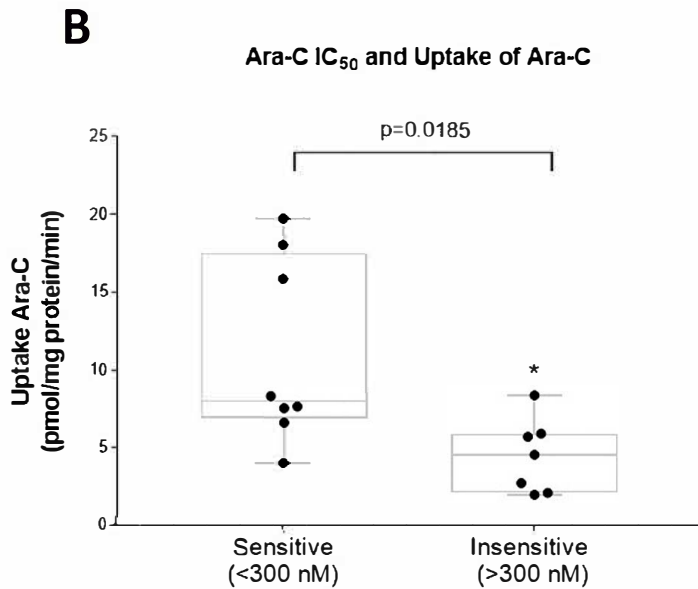 B
Ara-C IC50 and Uptake of Ara-C
p=0.0185
25
20
15
10
5
0
Uptake Ara-C
(pmol/mg protein/min)
*
Sensitive
(<300 nM)
Insensitive
(>300 nM)